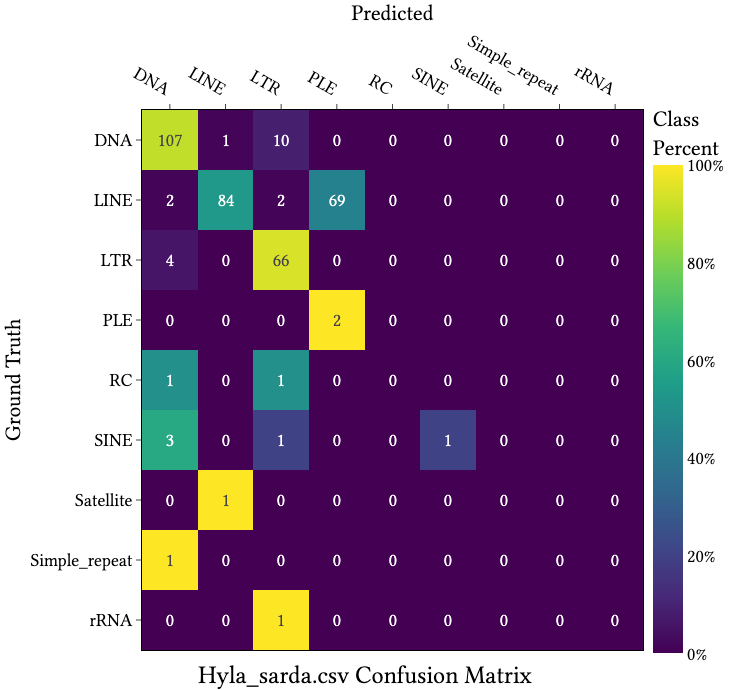 Predicted
DNA LINE LTR PLE RC SINE Satellite Simple_repeat rRNA
Class
Percent
Ground Truth
DNA 107 1 10 0 0 0 0 0 0
LINE 2 84 2 69 0 0 0 0 0
LTR 4 0 66 0 0 0 0 0 0
PLE 0 0 0 2 0 0 0 0 0
RC 1 0 1 0 0 0 0 0 0
SINE 3 0 1 0 0 1 0 0 0
Satellite 0 1 0 0 0 0 0 0 0
Simple_repeat 1 0 0 0 0 0 0 0 0
rRNA 0 0 1 0 0 0 0 0 0
100%
80%
60%
40%
20%
0%
Hyla_sarda.csv Confusion Matrix